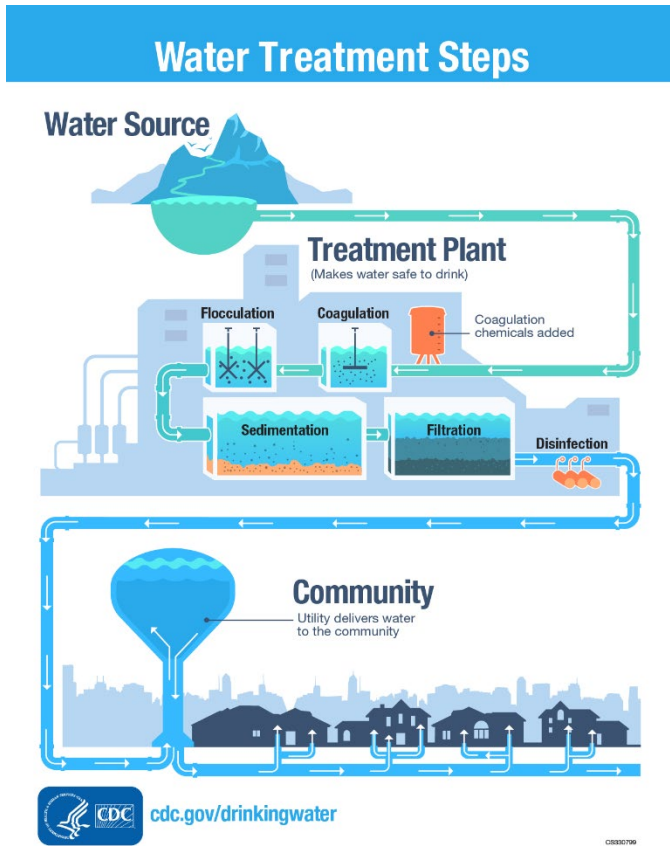 Water Treatment Steps
Water Source
Treatment Plant
(Makes water safe to drink)
Flocculation
Coagulation
Coagulation
chemicals added
Sedimentation
Filtration
Disinfection
Community
Utility delivers water
to the community
CDC
cdc.gov/drinkingwater
CS330799